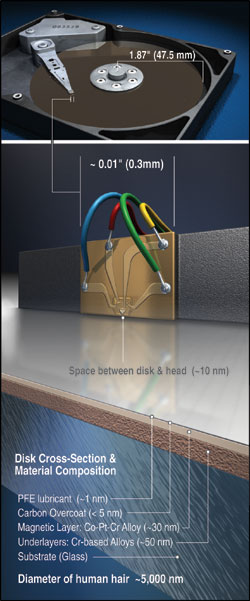 1.87" (47.5 mm)
~ 0.01" (0.3mm)
Space between disk & head (~10 nm)
Disk Cross-Section &
Material Composition
PFE lubricant (~1 nm)
Carbon Overcoat (< 5 nm)
Magnetic Layer: Co-Pt-Cr Alloy (~30 nm)
Underlayers: Cr-based Alloys (~50 nm)
Substrate (Glass)
Diameter of human hair ~5,000 nm